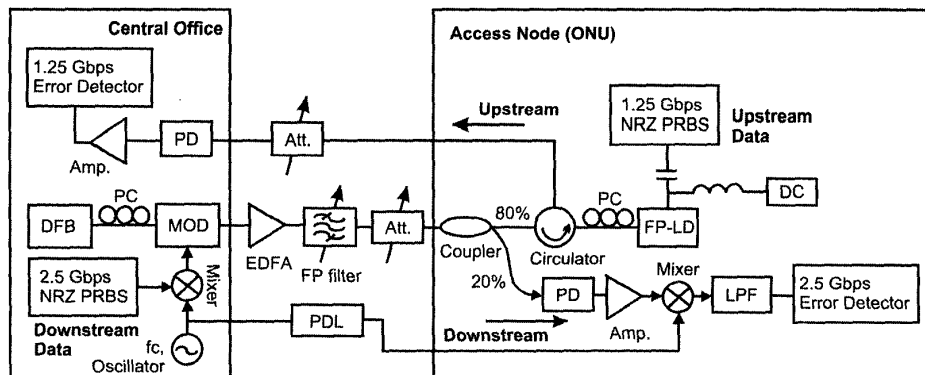 Central Office
Access Node (ONU)
1.25 Gbps
Error Detector
Amp.
PD
Att.
Upstream
1.25 Gbps
NRZ PRBS
Upstream
Data
DC
PC
DFB
MOD
EDFA
FP filter
Att.
Coupler
80%
20%
Circulator
PC
FP-LD
2.5 Gbps
NRZ PRBS
Mixer
Downstream
Data
fc,
Oscillator
PDL
Downstream
PD
Amp.
Mixer
LPF
2.5 Gbps
Error Detector